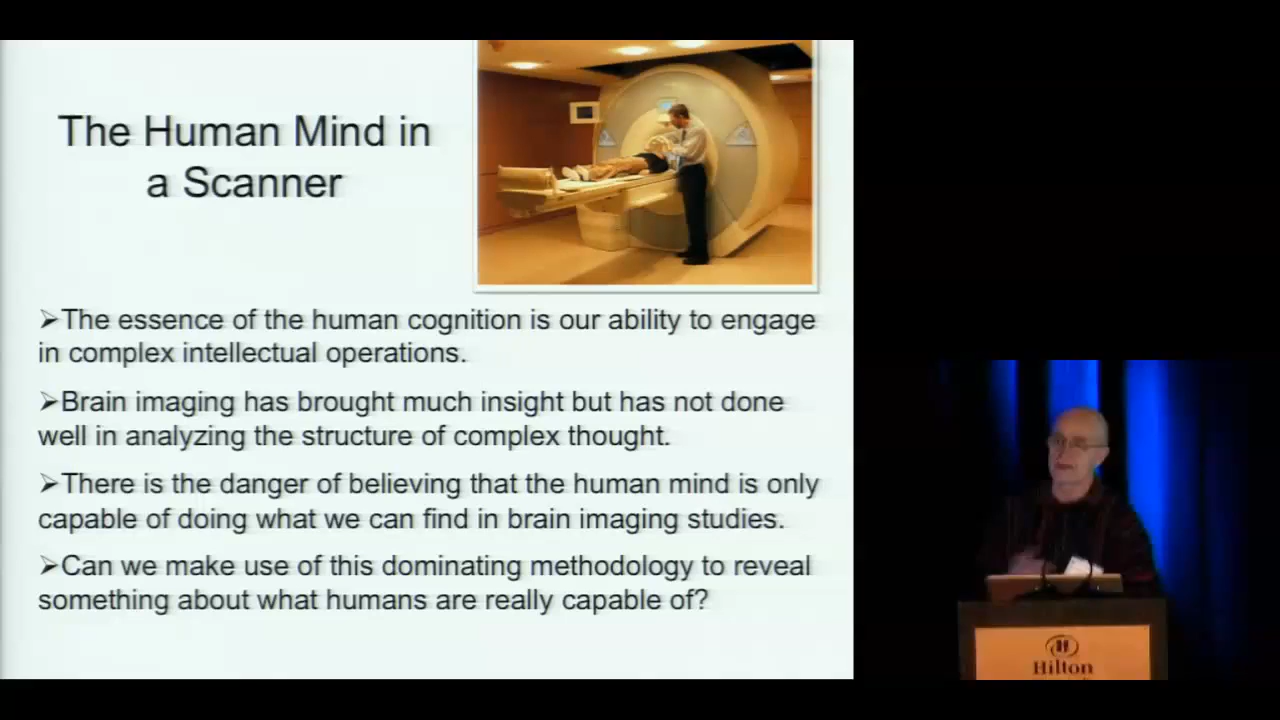 The Human Mind in
a Scanner
➢The essence of the human cognition is our ability to engage
in complex intellectual operations.
➢Brain imaging has brought much insight but has not done
well in analyzing the structure of complex thought.
➢There is the danger of believing that the human mind is only
capable of doing what we can find in brain imaging studies.
➢Can we make use of this dominating methodology to reveal
something about what humans are really capable of?
H
Hilton